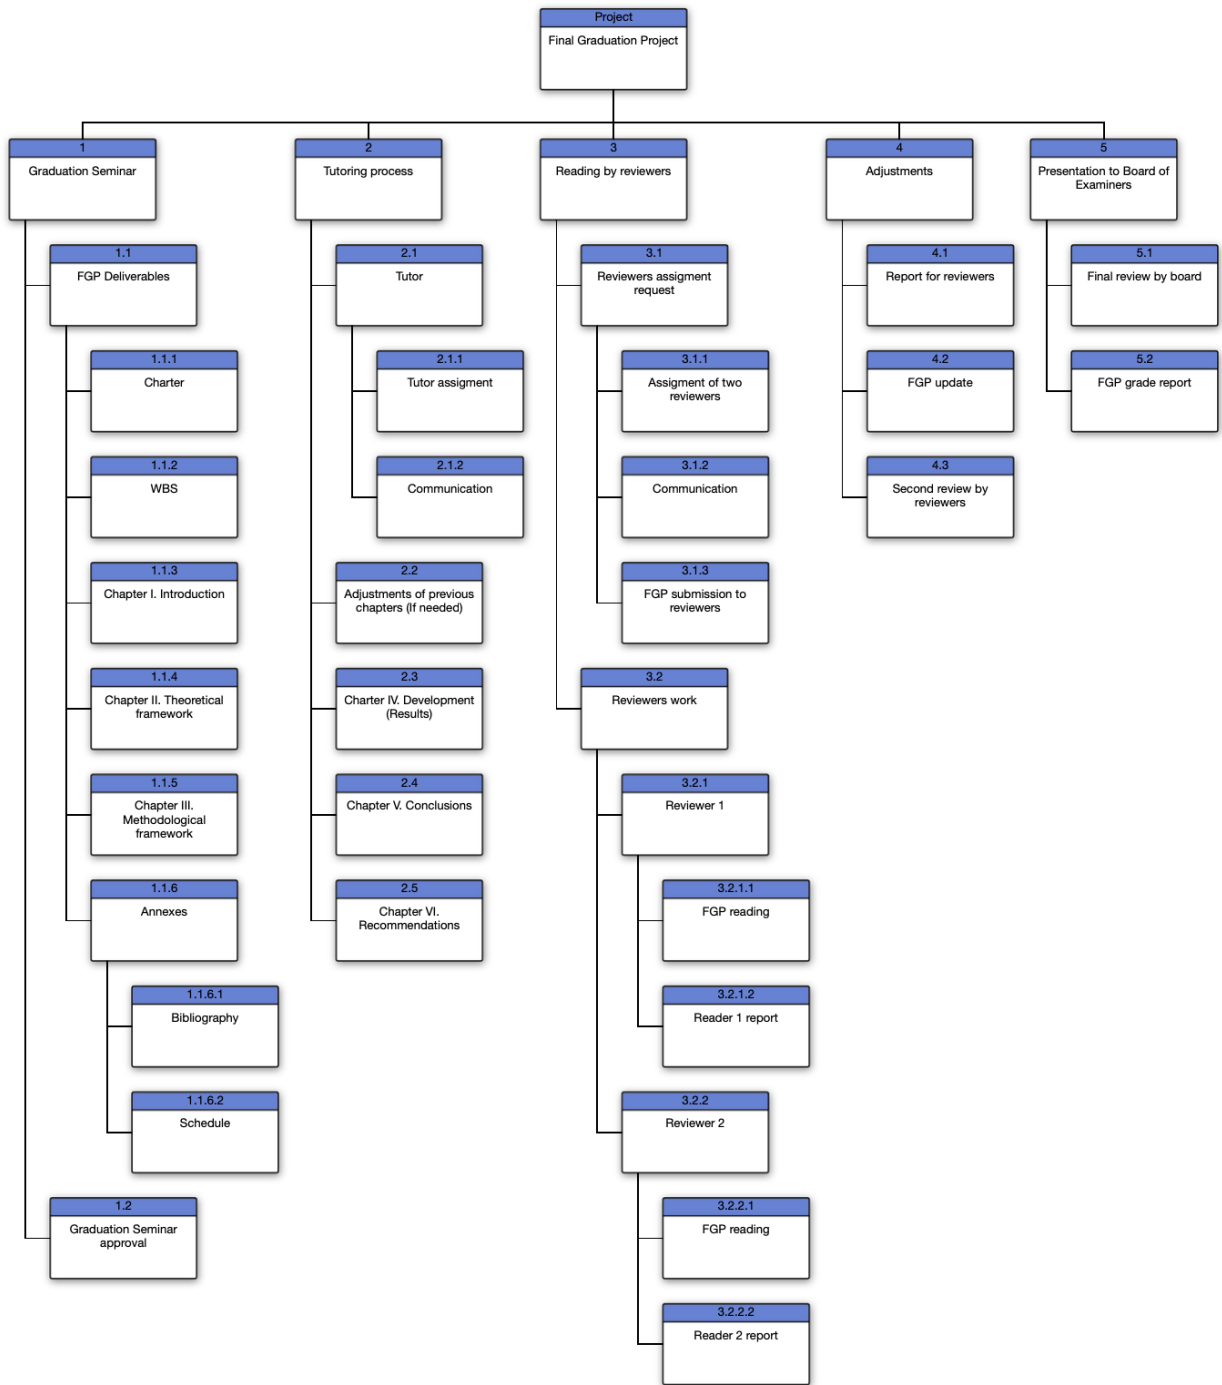 Project
Final Graduation Project
1
Graduation Seminar
1.1
FGP Deliverables
1.1.1
Charter
1.1.2
WBS
1.1.3
Chapter I. Introduction
1.1.4
Chapter II. Theoretical
framework
1.1.5
Chapter III.
Methodological
framework
1.1.6
Annexes
1.1.6.1
Bibliography
1.1.6.2
Schedule
1.2
Graduation Seminar
approval
2
Tutoring process
2.1
Tutor
2.1.1
Tutor assigment
2.1.2
Communication
2.2
Adjustments of previous
chapters (If needed)
2.3
Charter IV. Development
(Results)
2.4
Chapter V. Conclusions
2.5
Chapter VI.
Recommendations
3
Reading by reviewers
3.1
Reviewers assigment
request
3.1.1
Assigment of two
reviewers
3.1.2
Communication
3.1.3
FGP submission to
reviewers
3.2
Reviewers work
3.2.1
Reviewer 1
3.2.1.1
FGP reading
3.2.1.2
Reader 1 report
3.2.2
Reviewer 2
3.2.2.1
FGP reading
3.2.2.2
Reader 2 report
4
Adjustments
4.1
Report for reviewers
4.2
FGP update
4.3
Second review by
reviewers
5
Presentation to Board of
Examiners
5.1
Final review by board
5.2
FGP grade report